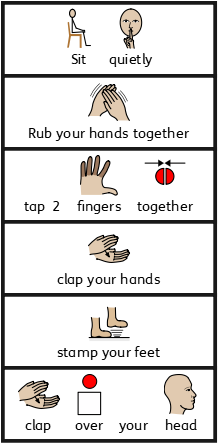 Sit quietly
Rub your hands together
tap 2 fingers together
clap your hands
stamp your feet
clap over your head